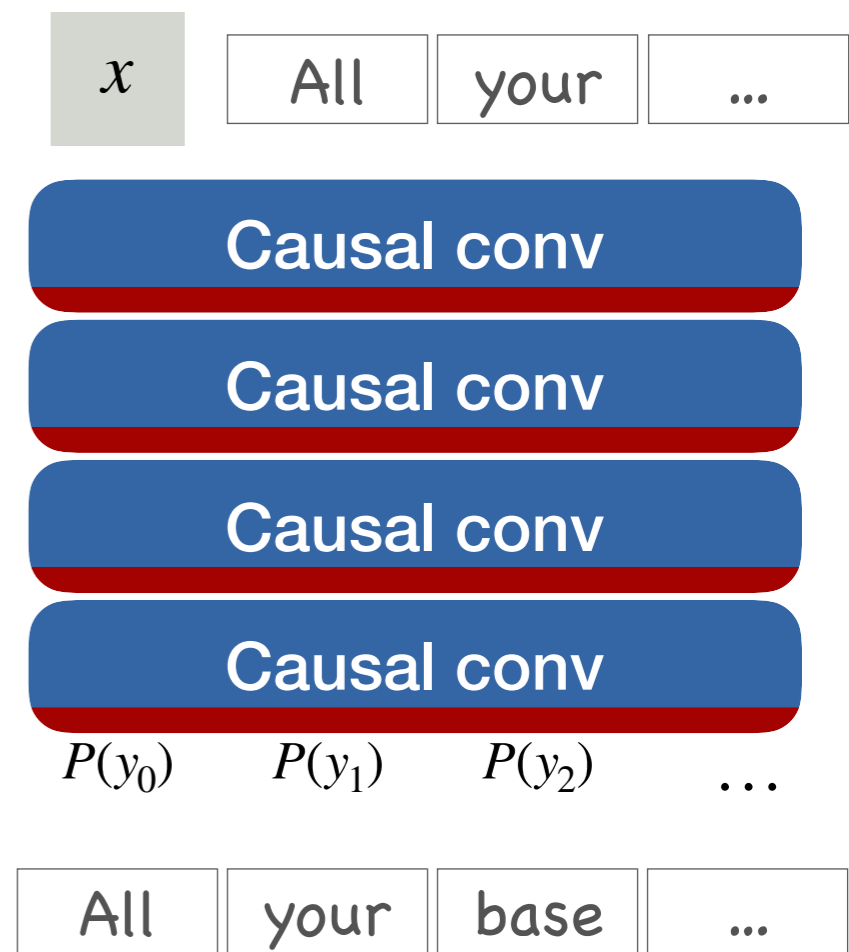 x All your ...
Causal conv
Causal conv
Causal conv
Causal conv
P(y₀) P(y₁) P(y₂) ...
All your base ...